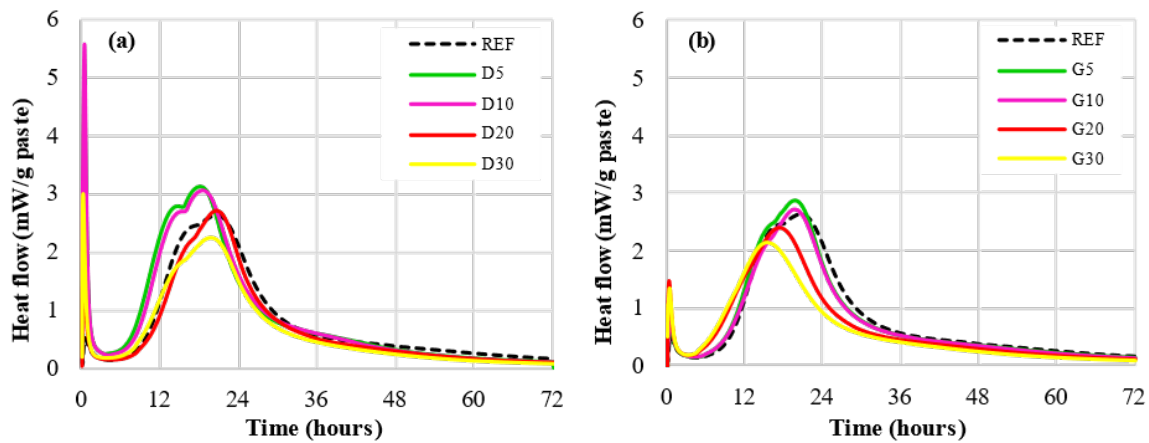 (a)
Heat flow (mW/g paste)
6
5
4
3
2
1
0
0 12 24 36 48 60 72
Time (hours)
REF
D5
D10
D20
D30
(b)
Heat flow (mW/g paste)
6
5
4
3
2
1
0
0 12 24 36 48 60 72
Time (hours)
REF
G5
G10
G20
G30